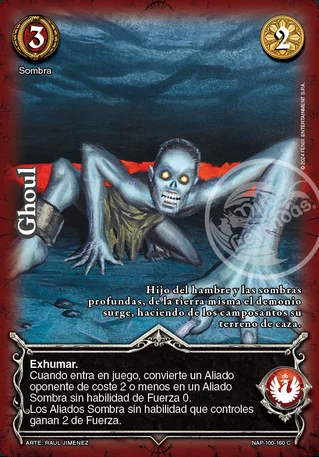 3
2
Sombra
© 2024 FENIX ENTERTAINMENT S.P.A.
Ghoul
Hijo del hambre y las sombras
profundas, de la tierra misma el demonio
surge, haciendo de los camposantos su
terreno de caza.
Exhumar.
Cuando entra en juego, convierte un Aliado
oponente de coste 2 o menos en un Aliado
Sombra sin habilidad de Fuerza 0.
Los Aliados Sombra sin habilidad que controles
ganan 2 de Fuerza.
ARTE: RAUL JIMENEZ
NAP-100-160 C